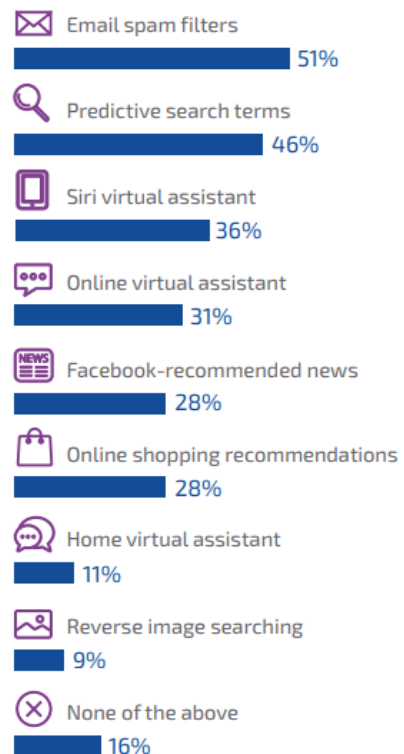 Email spam filters
51%
Predictive search terms
46%
Siri virtual assistant
36%
Online virtual assistant
31%
NEWS
Facebook-recommended news
28%
Online shopping recommendations
28%
Home virtual assistant
11%
Reverse image searching
9%
None of the above
16%